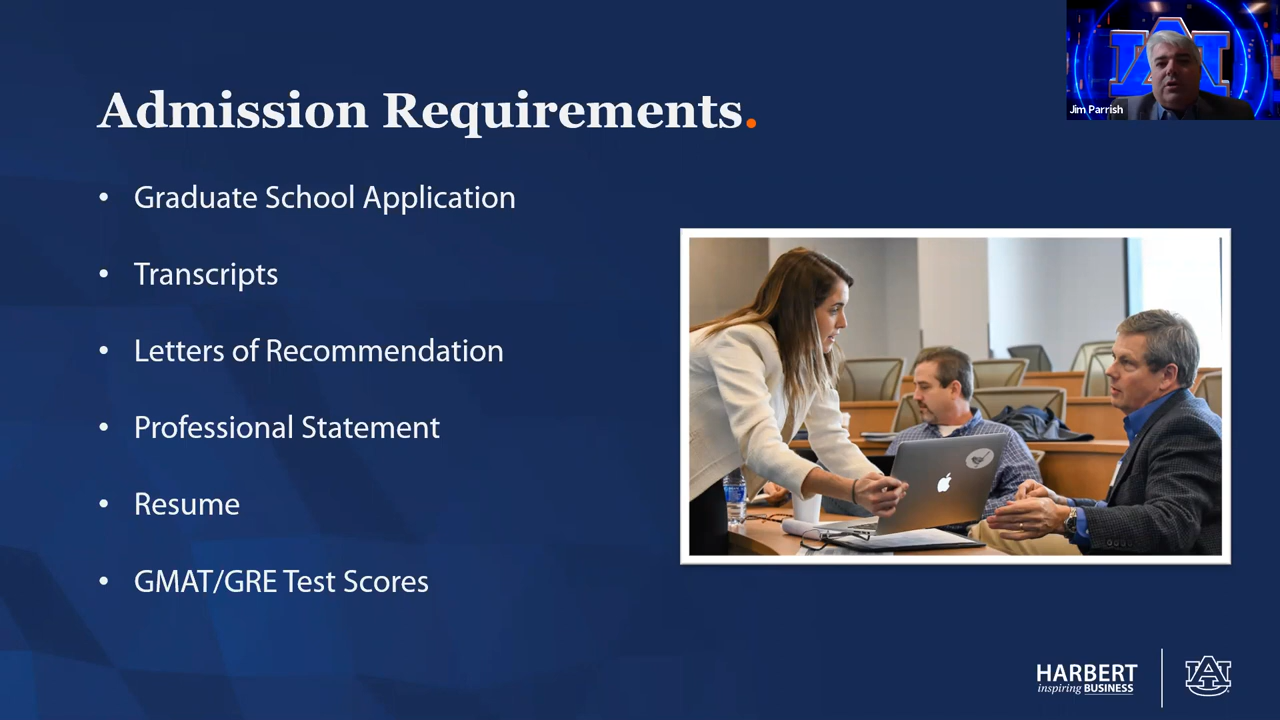 Admission Requirements.
• Graduate School Application
• Transcripts
• Letters of Recommendation
• Professional Statement
• Resume
• GMAT/GRE Test Scores
Jim Parrish
HARBERT
inspiring BUSINESS
AU